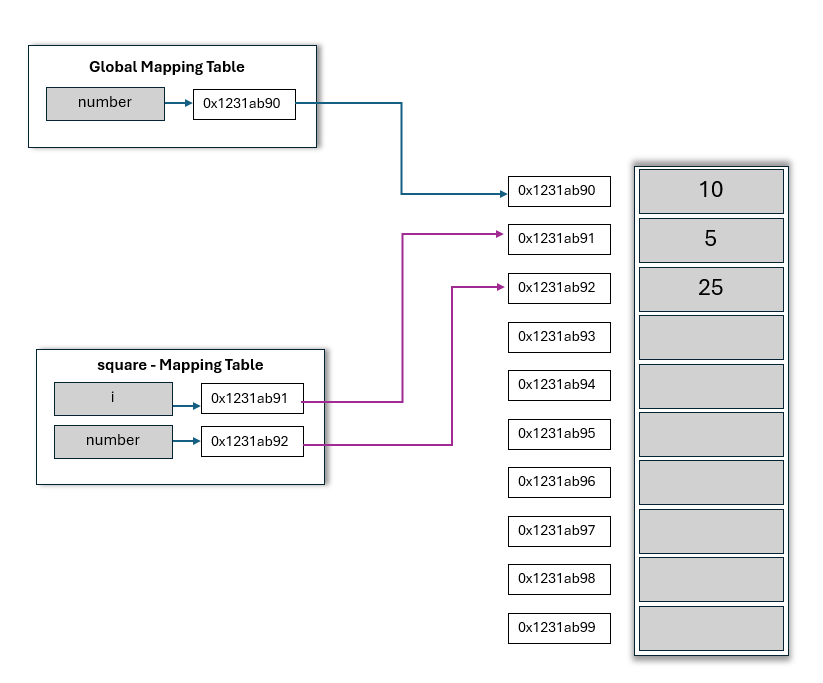 Global Mapping Table
number
0x1231ab90
0x1231ab90
10
0x1231ab91
5
0x1231ab92
25
0x1231ab93
square - Mapping Table
i
0x1231ab91
0x1231ab94
number
0x1231ab92
0x1231ab95
0x1231ab96
0x1231ab97
0x1231ab98
0x1231ab99